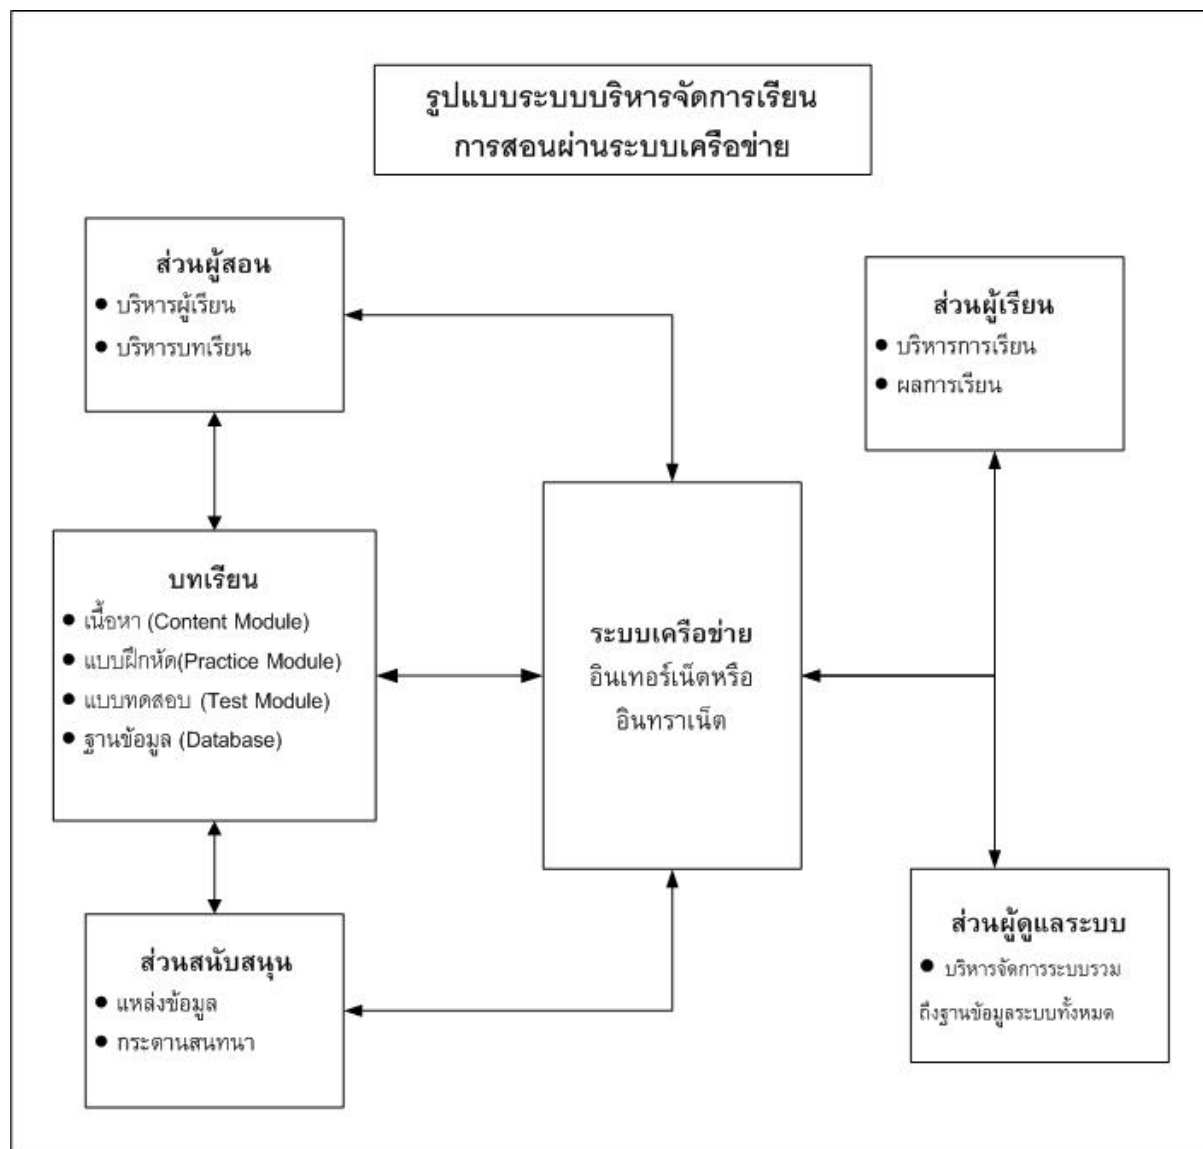 รูปแบบระบบบริหารจัดการเรียน
การสอนผ่านระบบเครือข่าย
ส่วนผู้สอน
● บริหารผู้เรียน
● บริหารบทเรียน
ส่วนผู้เรียน
● บริหารการเรียน
● ผลการเรียน
บทเรียน
● เนื้อหา (Content Module)
● แบบฝึกหัด(Practice Module)
● แบบทดสอบ (Test Module)
● ฐานข้อมูล (Database)
ระบบเครือข่าย
อินเทอร์เน็ตหรือ
อินทราเน็ต
ส่วนสนับสนุน
● แหล่งข้อมูล
● กระดานสนทนา
ส่วนผู้ดูแลระบบ
● บริหารจัดการระบบรวม
ถึงฐานข้อมูลระบบทั้งหมด